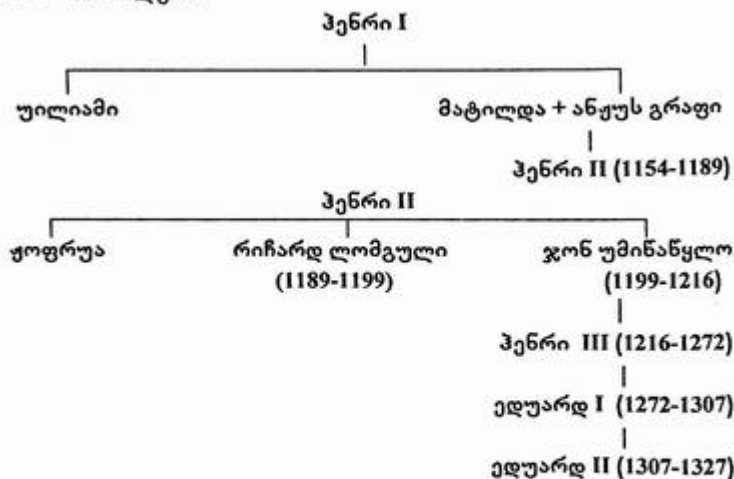 ჰენრი I
უილიამი მატილდა + ანჟუს გრაფი
ჰენრი II (1154-1189)
ჰენრი II
ჟოფრუა რიჩარდ ლომგული ჯონ უმიწაწყლო
(1189-1199) (1199-1216)
ჰენრი III (1216-1272)
ედუარდ I (1272-1307)
ედუარდ II (1307-1327)